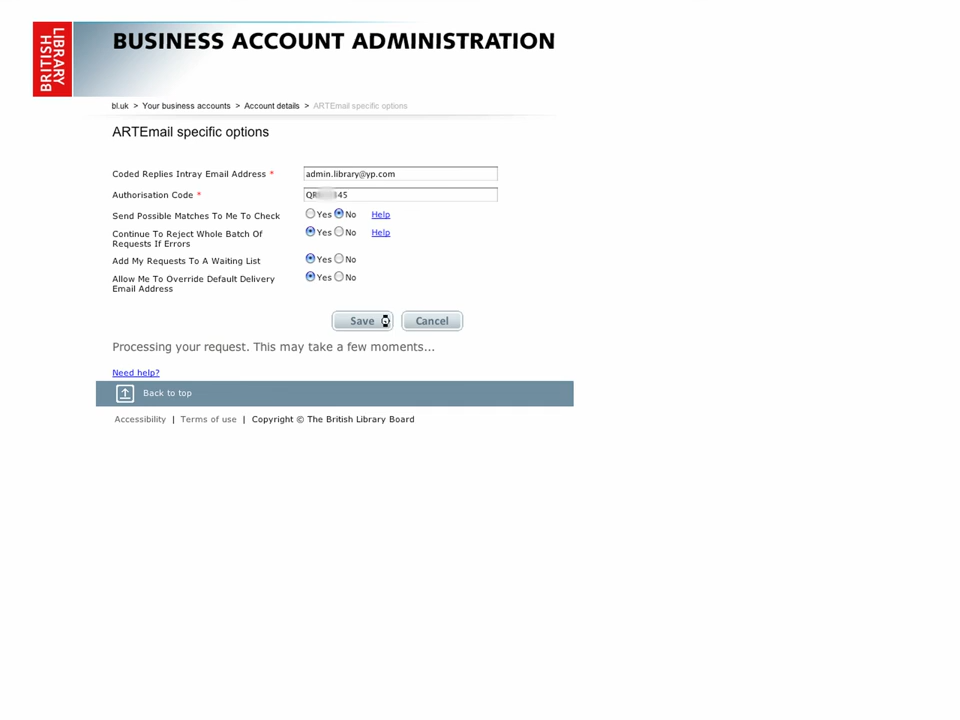 BRITISH LIBRARY
BUSINESS ACCOUNT ADMINISTRATION
bl.uk > Your business accounts > Account details > ARTEmail specific options
ARTEmail specific options
Coded Replies Intray Email Address * admin.library@yp.com
Authorisation Code *
Send Possible Matches To Me To Check Yes No Help
Continue To Reject Whole Batch Of Yes No Help
Requests If Errors
Add My Requests To A Waiting List Yes No
Allow Me To Override Default Delivery Yes No
Email Address
Save Cancel
Processing your request. This may take a few moments...
Need help?
Back to top
Accessibility | Terms of use | Copyright © The British Library Board